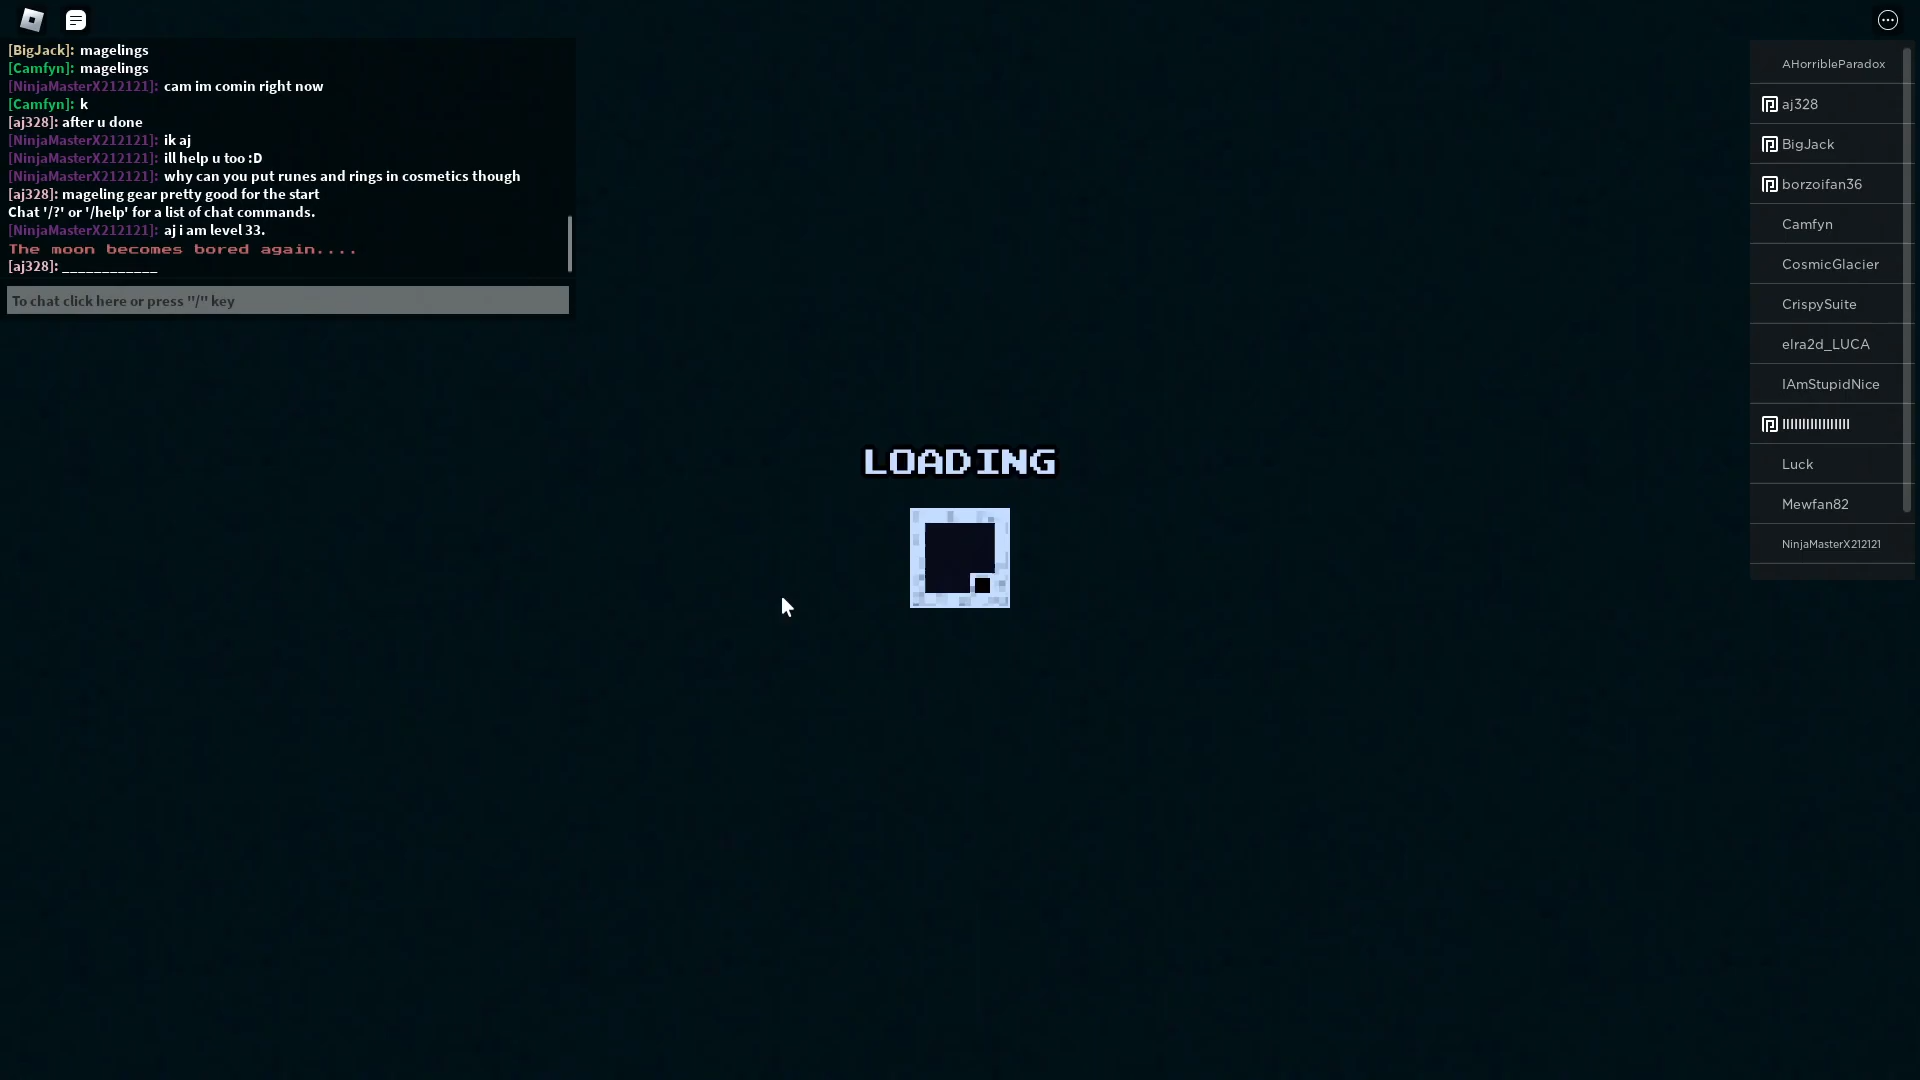 [BigJack]: magelings
[Camfyn]: magelings
[NinjaMasterX212121]: cam im comin right now
[Camfyn]: k
[aj328]: after u done
[NinjaMasterX212121]: ik aj
[NinjaMasterX212121]: ill help u too :D
[NinjaMasterX212121]: why can you put runes and rings in cosmetics though
[aj328]: mageling gear pretty good for the start
Chat '/?' or '/help' for a list of chat commands.
[NinjaMasterX212121]: aj i am level 33.
The moon becomes bored again....
[aj328]: ____________
To chat click here or press "/" key
LOADING
AHorribleParadox
aj328
BigJack
borzoifan36
Camfyn
CosmicGlacier
CrispySuite
elra2d_LUCA
IAmStupidNice
Luck
Mewfan82
NinjaMasterX212121